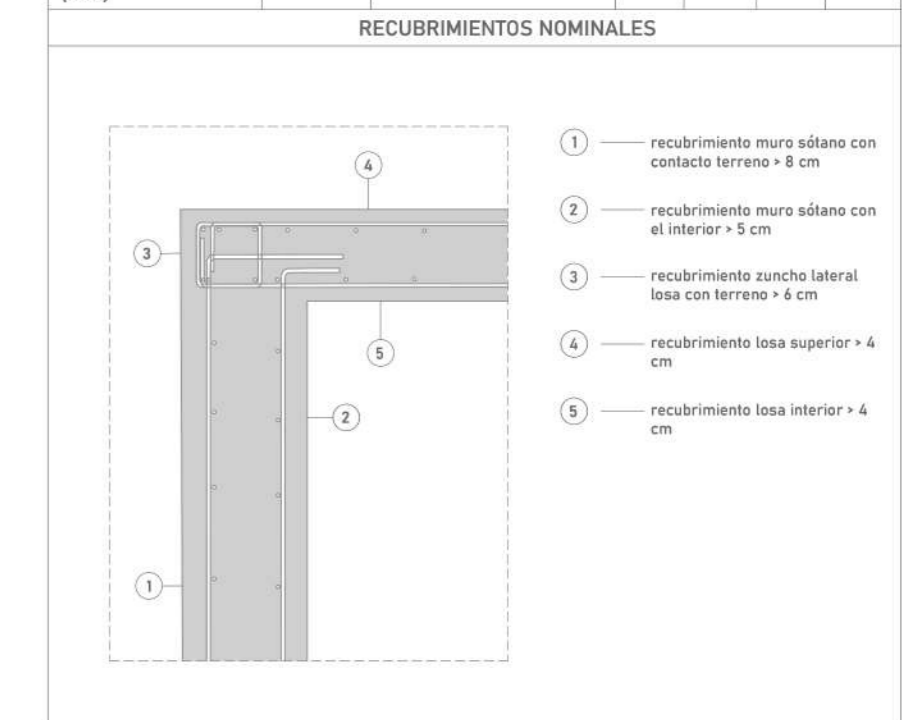 RECUBRIMIENTOS NOMINALES
1
recubrimiento muro sótano con
contacto terreno > 8 cm
2
recubrimiento muro sótano con
el interior > 5 cm
3
recubrimiento zuncho lateral
losa con terreno > 6 cm
4
recubrimiento losa superior > 4
cm
5
recubrimiento losa interior > 4
cm
4
3
5
2
1